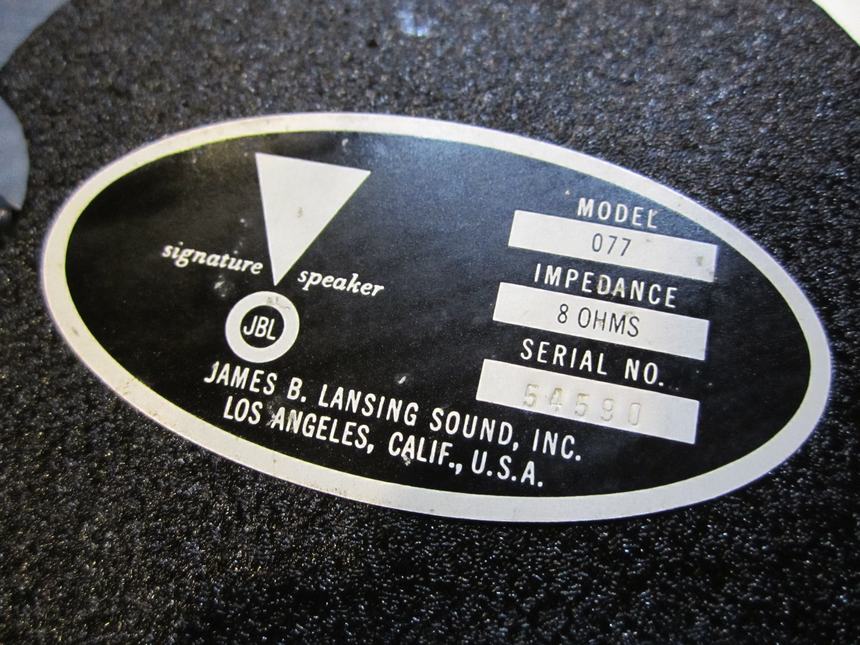 signature speaker
JBL
JAMES B. LANSING SOUND, INC.
LOS ANGELES, CALIF., U.S.A.
MODEL
077
IMPEDANCE
8 OHMS
SERIAL NO.
54590